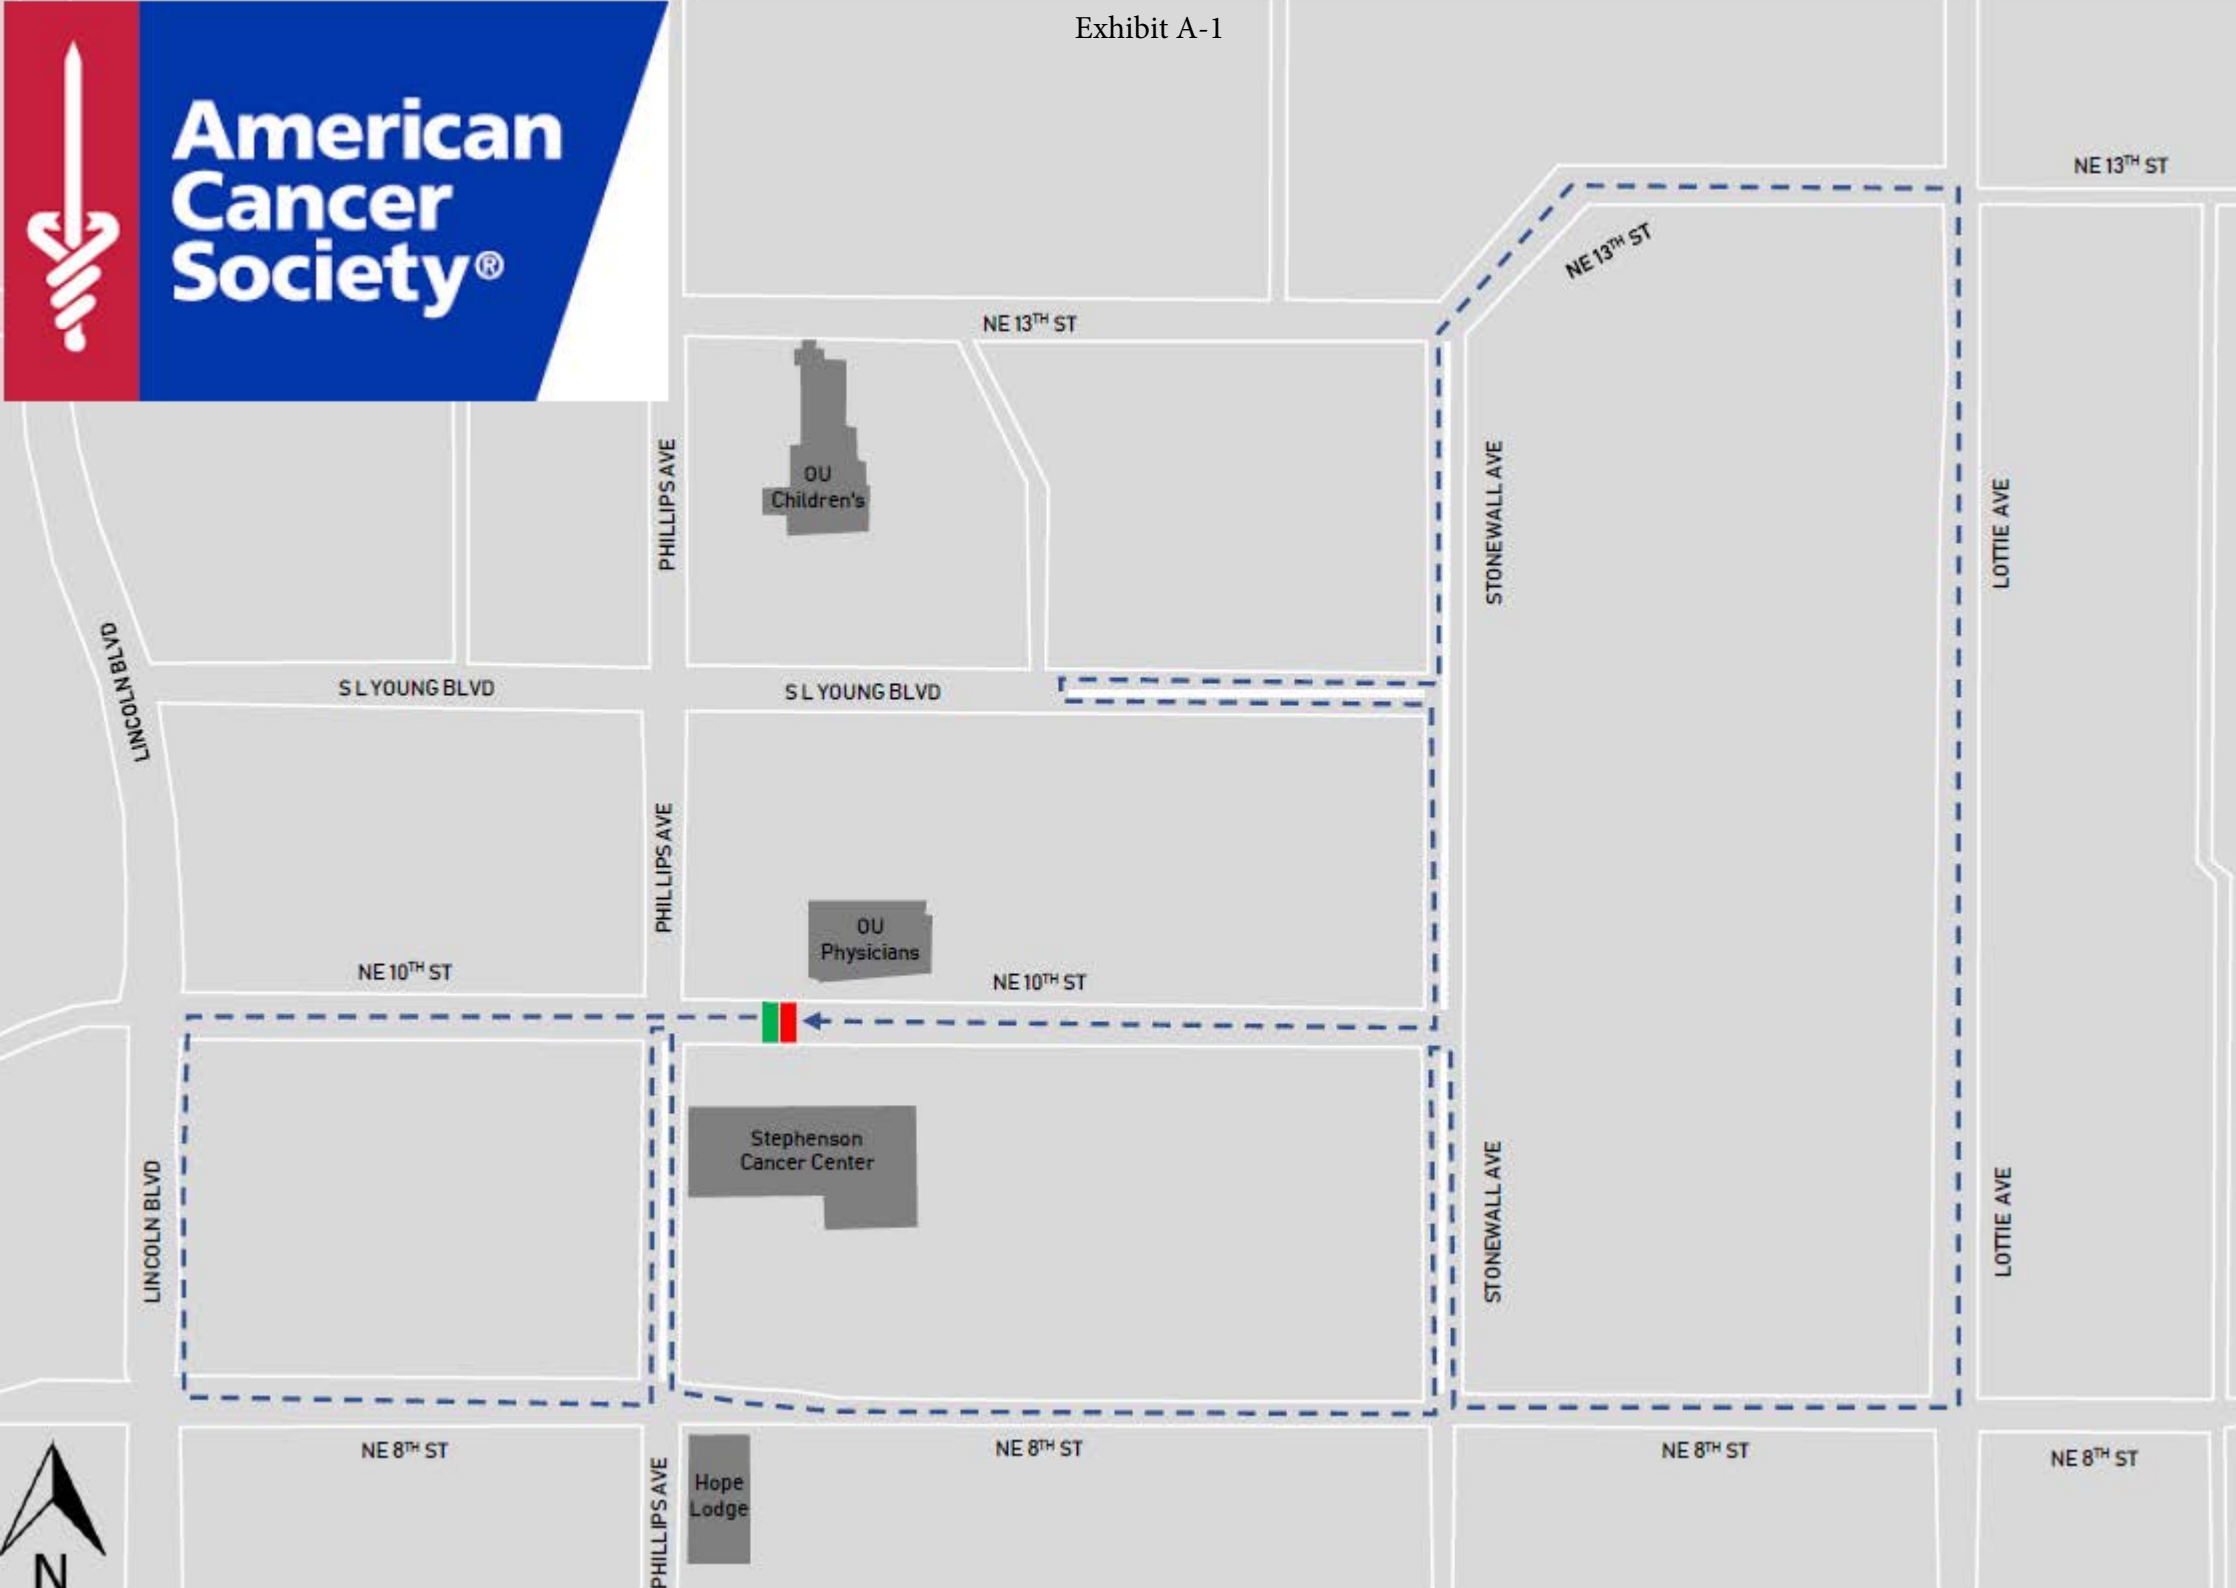 Exhibit A-1
American
Cancer
Society®
NE 13TH ST
NE 13TH ST
NE 13TH ST
PHILLIPS AVE
OU
Children's
STONEWALL AVE
LOTTIE AVE
LINCOLN BLVD
S L YOUNG BLVD
S L YOUNG BLVD
PHILLIPS AVE
OU
Physicians
NE 10TH ST
NE 10TH ST
Stephenson
Cancer Center
LINCOLN BLVD
STONEWALL AVE
LOTTIE AVE
NE 8TH ST
NE 8TH ST
NE 8TH ST
NE 8TH ST
PHILLIPS AVE
Hope
Lodge
N